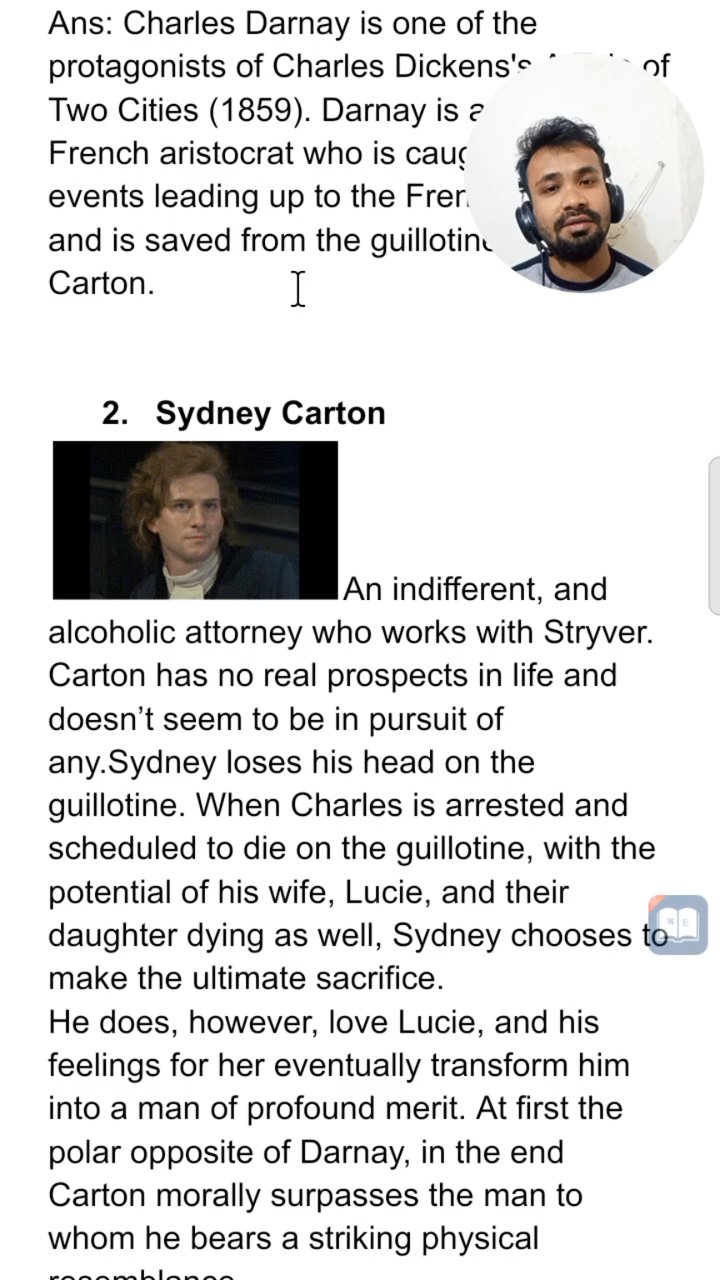 Ans: Charles Darnay is one of the
protagonists of Charles Dickens's of
Two Cities (1859). Darnay is a
French aristocrat who is
events leading up to the
and is saved from the guillotine
Carton.
2. Sydney Carton
An indifferent, and
alcoholic attorney who works with Stryver.
Carton has no real prospects in life and
doesn't seem to be in pursuit of
any.Sydney loses his head on the
guillotine. When Charles is arrested and
scheduled to die on the guillotine, with the
potential of his wife, Lucie, and their
daughter dying as well, Sydney chooses to
make the ultimate sacrifice.
He does, however, love Lucie, and his
feelings for her eventually transform him
into a man of profound merit. At first the
polar opposite of Darnay, in the end
Carton morally surpasses the man to
whom he bears a striking physical